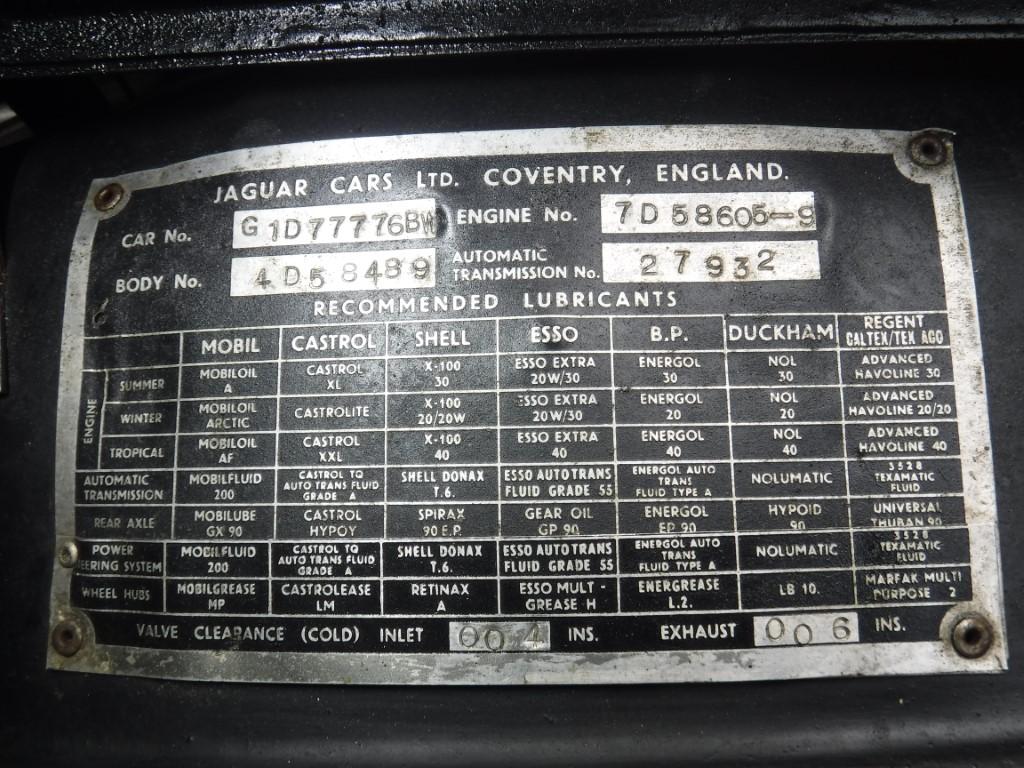 JAGUAR CARS LTD. COVENTRY, ENGLAND.
CAR No. G1D77776BW ENGINE No. 7D58605-9
BODY No. 4D58489 AUTOMATIC TRANSMISSION No. 27932
RECOMMENDED LUBRICANTS
MOBIL CASTROL SHELL ESSO B.P. DUCKHAM REGENT CALTEX/TEX AGO
ENGINE
SUMMER MOBILOIL A CASTROL XL X-100 30 ESSO EXTRA 20W/30 ENERGOL 30 NOL 30 ADVANCED HAVOLINE 30
WINTER MOBILOIL ARCTIC CASTROLITE X-100 20/20W ESSO EXTRA 20W/30 ENERGOL 20 NOL 20 ADVANCED HAVOLINE 20/20
TROPICAL MOBILOIL AF CASTROL XXL X-100 40 ESSO EXTRA 40 ENERGOL 40 NOL 40 ADVANCED HAVOLINE 40
AUTOMATIC TRANSMISSION MOBILFLUID 200 CASTROL TQ AUTO TRANS FLUID GRADE A SHELL DONAX T.6. ESSO AUTOTRANS FLUID GRADE 55 ENERGOL AUTO TRANS FLUID TYPE A NOLUMATIC 3528 TEXAMATIC FLUID
REAR AXLE MOBILUBE GX 90 CASTROL HYPOY SPIRAX 90 E.P. GEAR OIL GP 90 ENERGOL EP 90 HYPOID 90 UNIVERSAL THUBAN 90
POWER STEERING SYSTEM MOBILFLUID 200 CASTROL TQ AUTO TRANS FLUID GRADE A SHELL DONAX T.6. ESSO AUTOTRANS FLUID GRADE 55 ENERGOL AUTO TRANS FLUID TYPE A NOLUMATIC 3528 TEXAMATIC FLUID
WHEEL HUBS MOBILGREASE MP CASTROLEASE LM RETINAX A ESSO MULT-GREASE H ENERGREASE L.2. LB 10. MARFAK MULTI PURPOSE 2
VALVE CLEARANCE (COLD) INLET 004 INS. EXHAUST 006 INS.